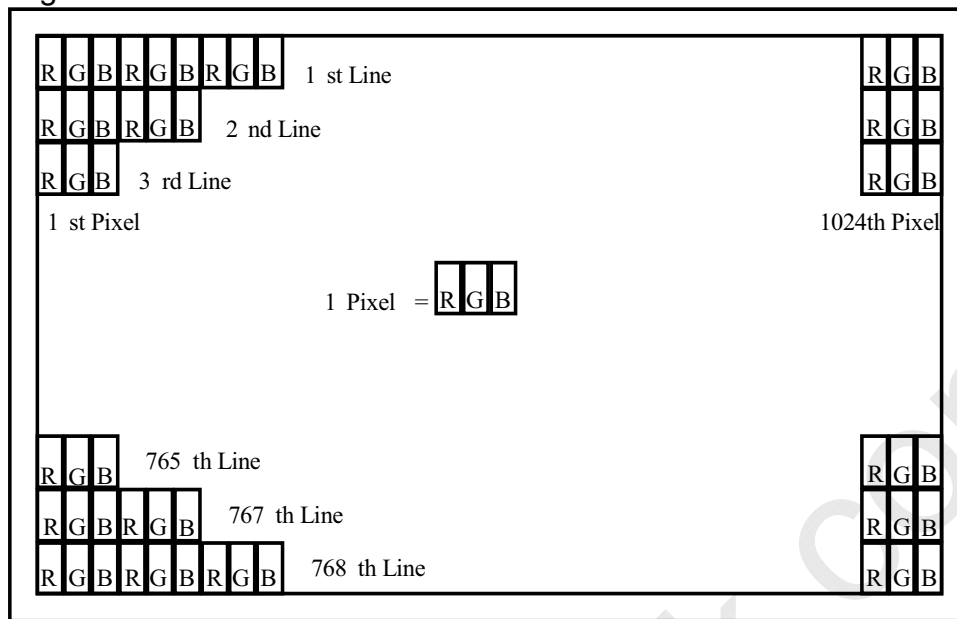 R G B R G B R G B 1 st Line R G B
R G B R G B 2 nd Line R G B
R G B 3 rd Line R G B
1 st Pixel 1024th Pixel
1 Pixel = R G B
R G B 765 th Line R G B
R G B R G B 767 th Line R G B
R G B R G B R G B 768 th Line R G B